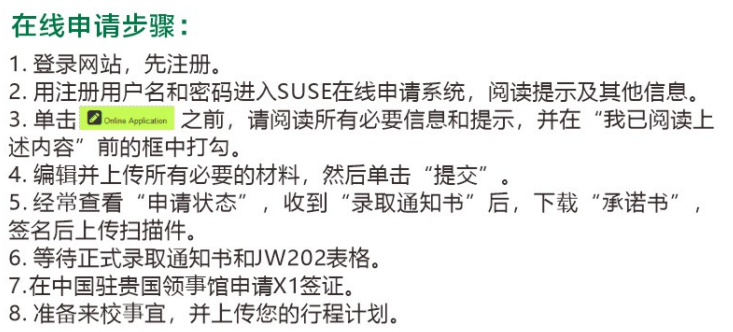 在线申请步骤：
1. 登录网站，先注册。
2. 用注册用户名和密码进入SUSE在线申请系统，阅读提示及其他信息。
3. 单击 Online Application 之前，请阅读所有必要信息和提示，并在“我已阅读上
述内容”前的框中打勾。
4. 编辑并上传所有必要的材料，然后单击“提交”。
5. 经常查看“申请状态”，收到“录取通知书”后，下载“承诺书”，
签名后上传扫描件。
6. 等待正式录取通知书和JW202表格。
7.在中国驻贵国领事馆申请X1签证。
8. 准备来校事宜，并上传您的行程计划。